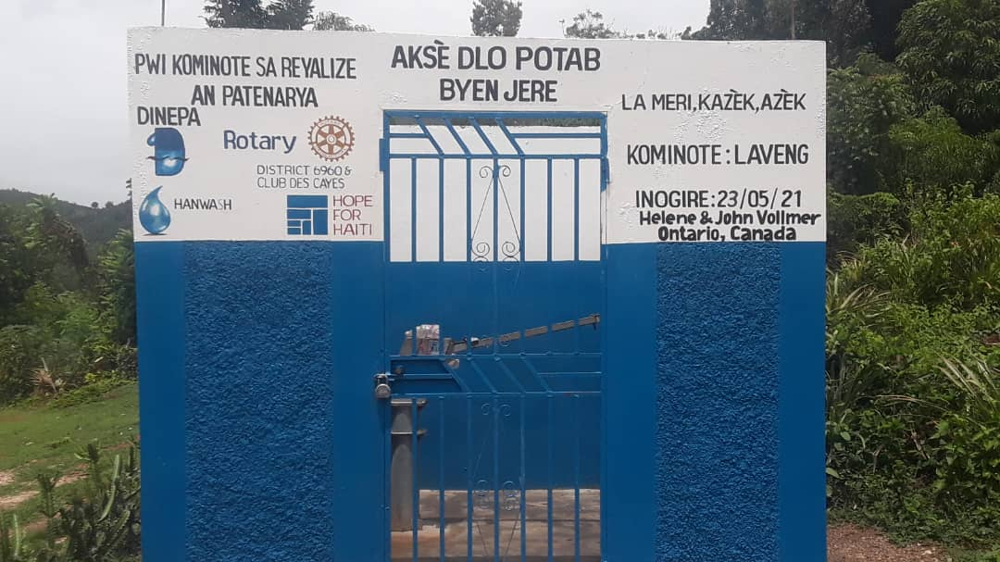 PWI KOMINOTE SA REYALIZE
AN PATENARYA
DINEPA
Rotary
DISTRICT 6960 &
CLUB DES CAYES
HANWASH
HOPE
FOR
HAITI
AKSÈ DLO POTAB
BYEN JERE
LA MERI,KAZÈK,AZÈK
KOMINOTE : LAVENG
INOGIRE:23/05/21
Helene & John Vollmer
Ontario, Canada